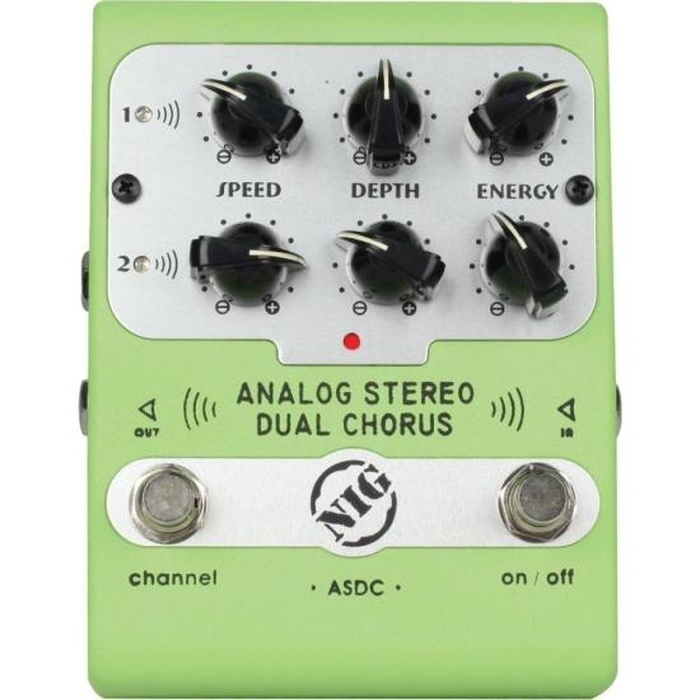 1
SPEED DEPTH ENERGY
2
ANALOG STEREO
DUAL CHORUS
OUT
IN
NIG
channel
on / off
· ASDC ·